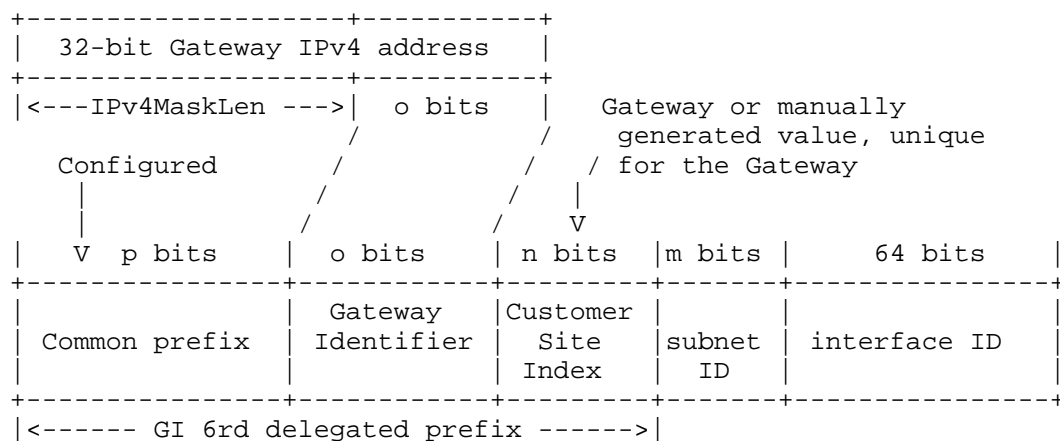 32-bit Gateway IPv4 address
|<---IPv4MaskLen --->| o bits | Gateway or manually
/ / generated value, unique
Configured / / / for the Gateway
| / / |
| / / V
| V p bits | o bits | n bits |m bits | 64 bits |
| | Gateway |Customer | | |
| Common prefix | Identifier | Site |subnet | interface ID |
| | | Index | ID | |
|<------ GI 6rd delegated prefix ------>|